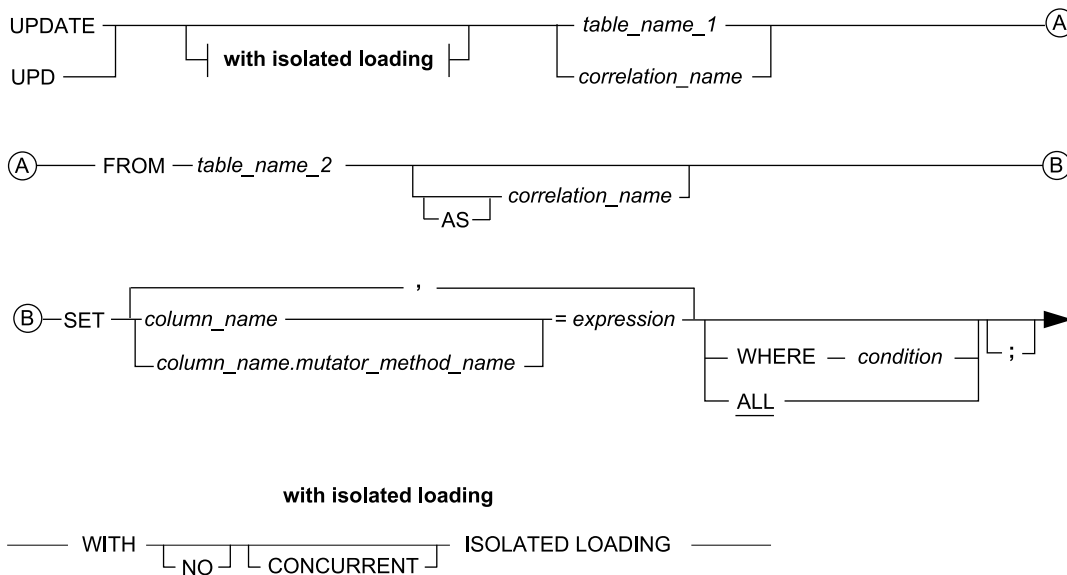 UPDATE table_name_1 A
with isolated loading
UPD correlation_name
A FROM table_name_2 B
correlation_name
AS
,
B SET column_name = expression
column_name.mutator_method_name WHERE condition ;
ALL
with isolated loading
WITH ISOLATED LOADING
NO CONCURRENT